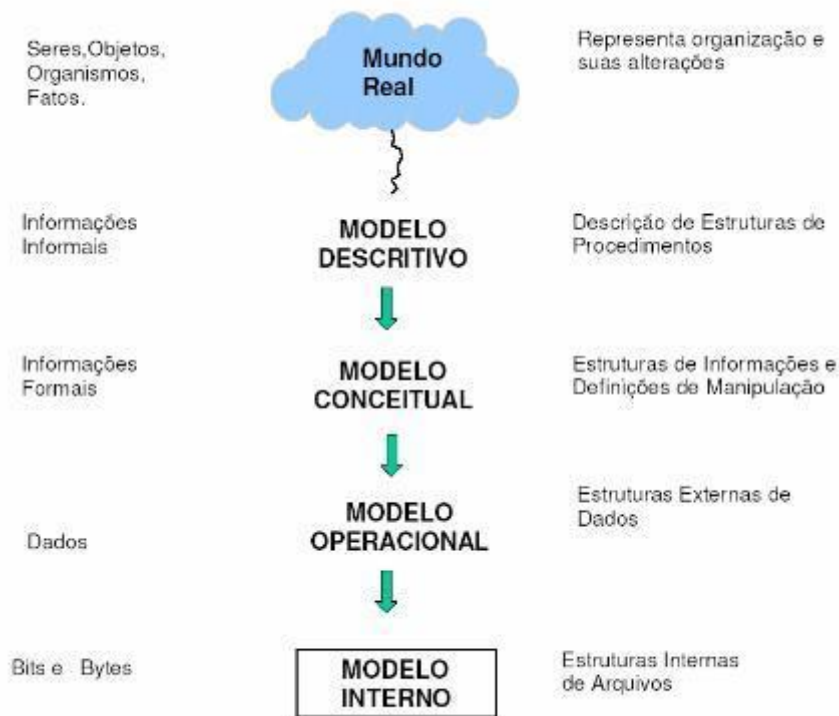 Seres,Objetos,
Organismos,
Fatos.
Mundo
Real
Representa organização e
suas alterações
Informações
Informais
MODELO
DESCRITIVO
Descrição de Estruturas de
Procedimentos
Informações
Formais
MODELO
CONCEITUAL
Estruturas de Informações e
Definições de Manipulação
Dados
MODELO
OPERACIONAL
Estruturas Externas de
Dados
Bits e Bytes
MODELO
INTERNO
Estruturas Internas
de Arquivos